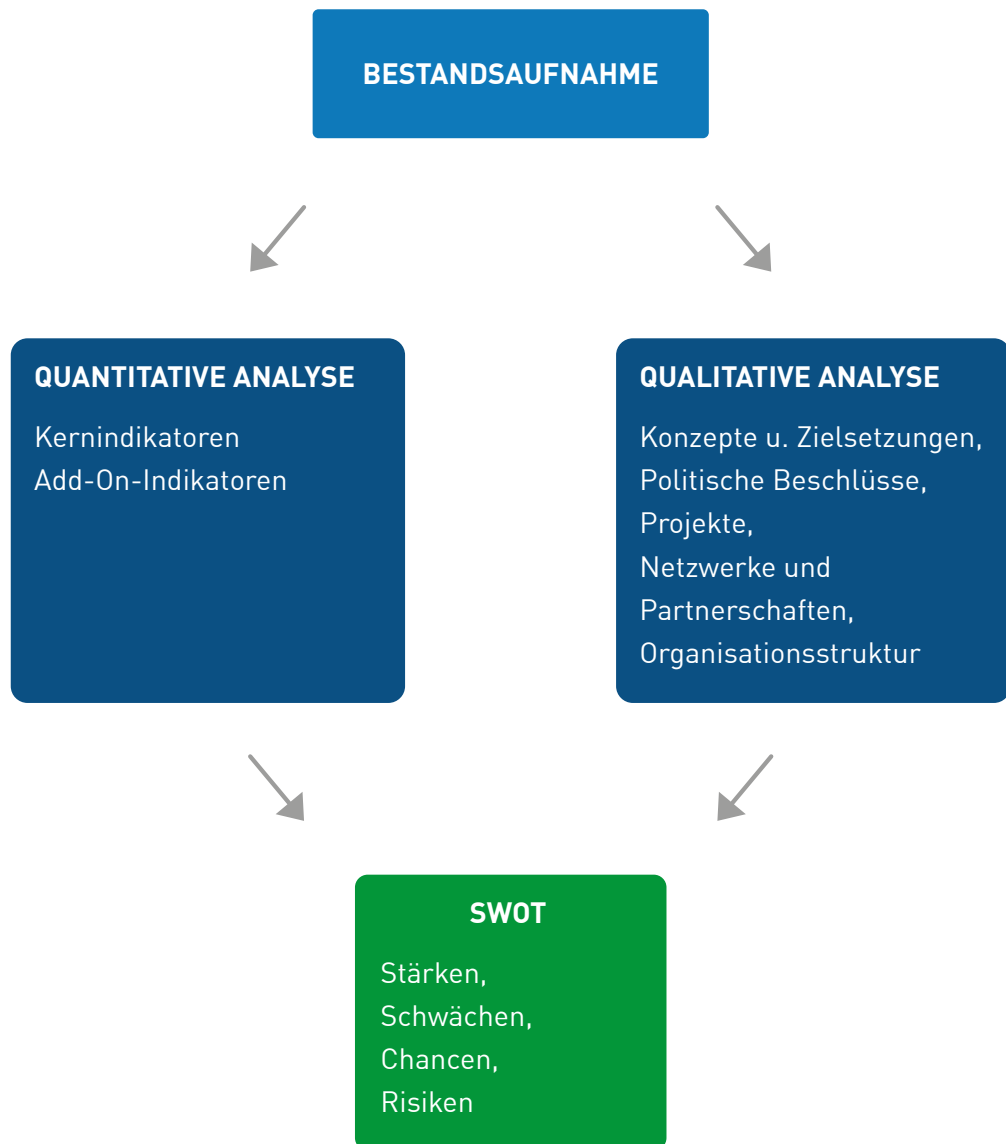 BESTANDSAUFNAHME
QUANTITATIVE ANALYSE
Kernindikatoren
Add-On-Indikatoren
QUALITATIVE ANALYSE
Konzepte u. Zielsetzungen,
Politische Beschlüsse,
Projekte,
Netzwerke und
Partnerschaften,
Organisationsstruktur
SWOT
Stärken,
Schwächen,
Chancen,
Risiken